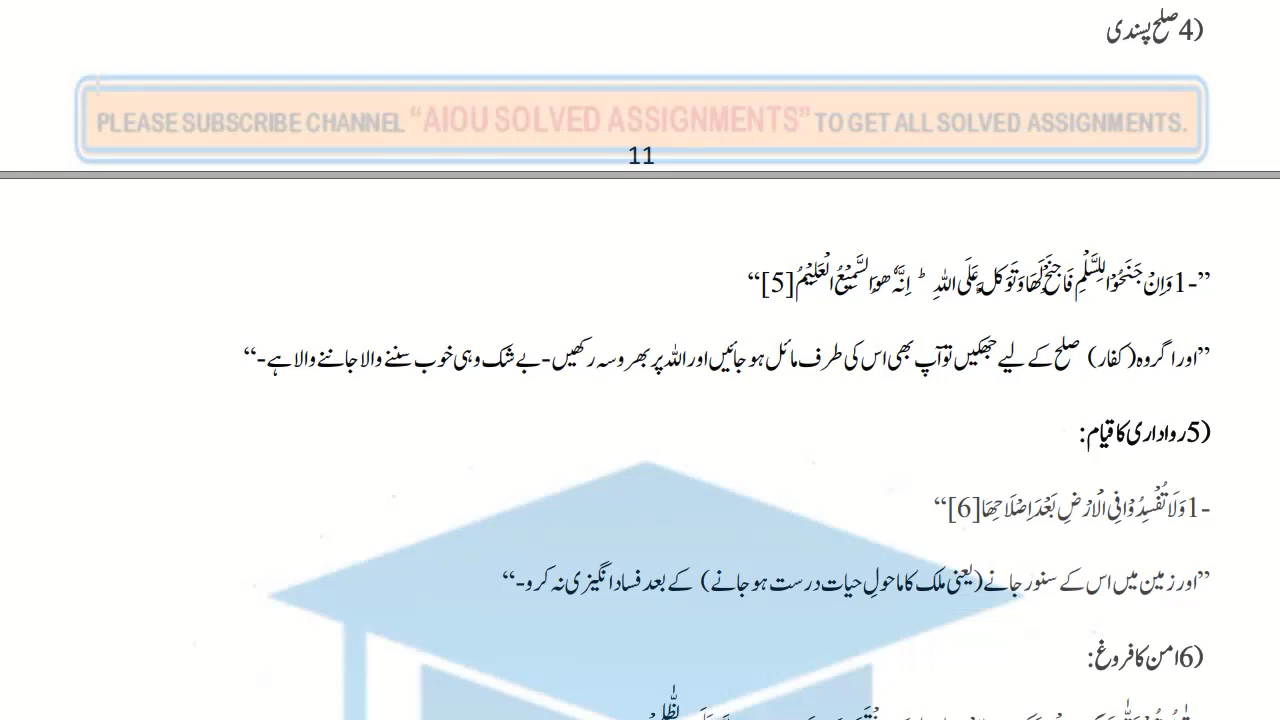 (4صلح پسندی
PLEASE SUBSCRIBE CHANNEL “AIOU SOLVED ASSIGNMENTS” TO GET ALL SOLVED ASSIGNMENTS.
11
”-1وَاِنْ جَنَحُوْا لِلسَّلْمِ فَاجْنَحْ لَهَا وَتَوَكَّلْ عَلَی اللہِ ؕ اِنَّهٗ هُوَ السَّمِيْعُ الْعَلِيْمُ[5]“
”اور اگر وہ (کفار) صلح کے لیے جھکیں تو آپ بھی اس کی طرف مائل ہو جائیں اور اللہ پر بھروسہ رکھیں-بے شک وہی خوب سننے والا جاننے والا ہے-“
(5رواداری کا قیام:
-1وَلَا تُفْسِدُوْا فِی الْاَرْضِ بَعْدَ اِصْلَاحِهَا[6]“
”اور زمین میں اس کے سنور جانے (یعنی ملک کا ماحولِ حیات درست ہو جانے) کے بعد فساد انگیزی نہ کرو-“
(6امن کا فروغ: